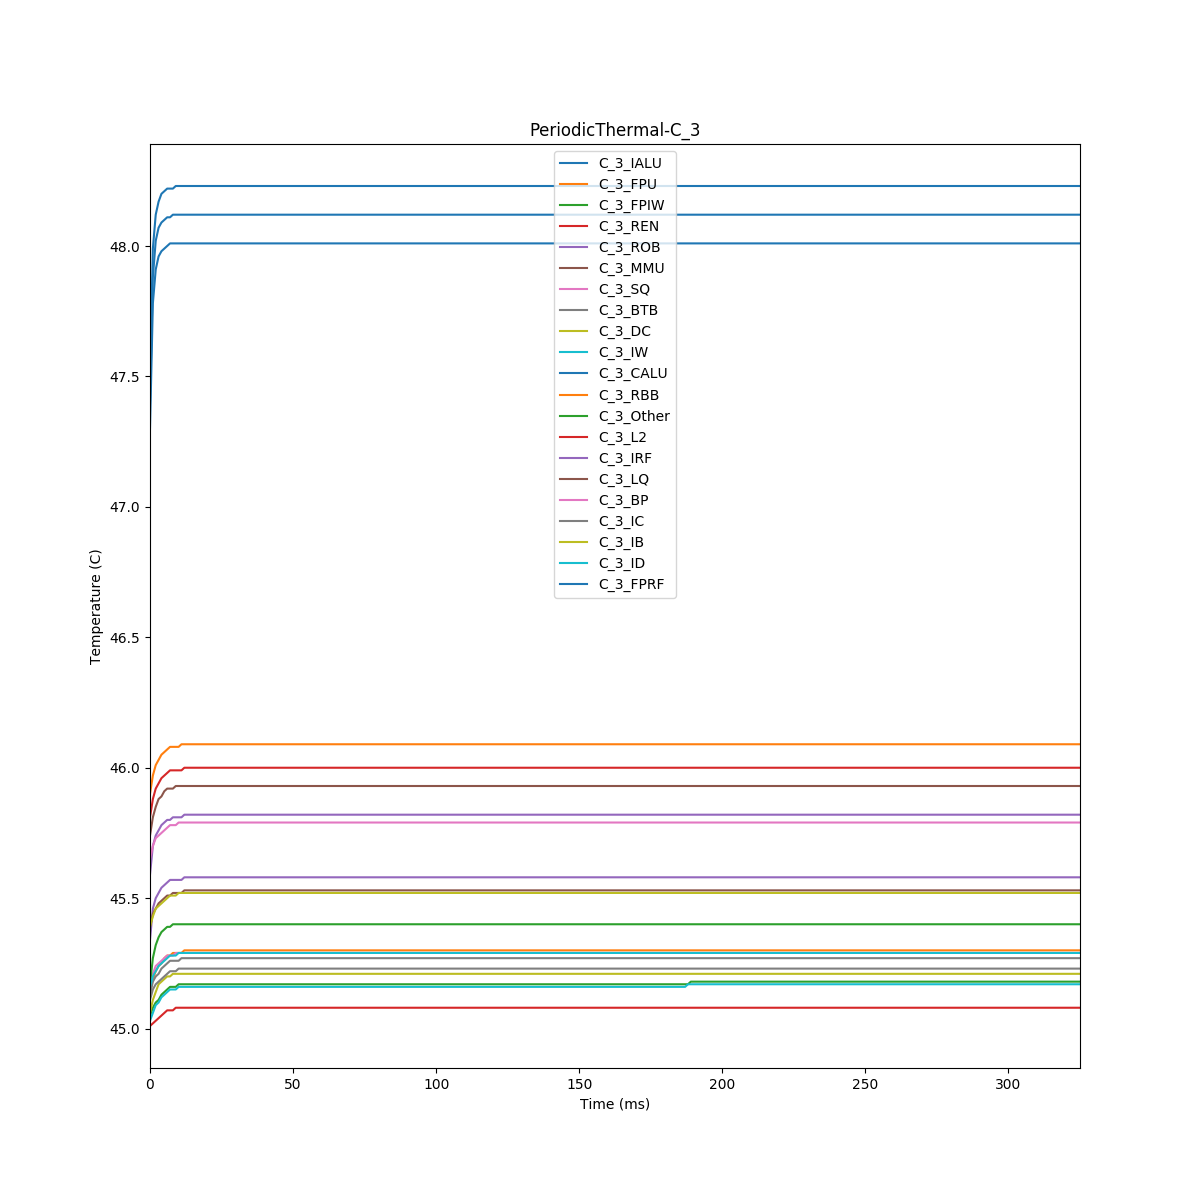 PeriodicThermal-C_3
C_3_IALU
C_3_FPU
C_3_FPIW
C_3_REN
C_3_ROB
C_3_MMU
C_3_SQ
C_3_BTB
C_3_DC
C_3_IW
C_3_CALU
C_3_RBB
C_3_Other
C_3_L2
C_3_IRF
C_3_LQ
C_3_BP
C_3_IC
C_3_IB
C_3_ID
C_3_FPRF
48.0
47.5
47.0
46.5
46.0
45.5
45.0
Temperature (C)
0 50 100 150 200 250 300
Time (ms)